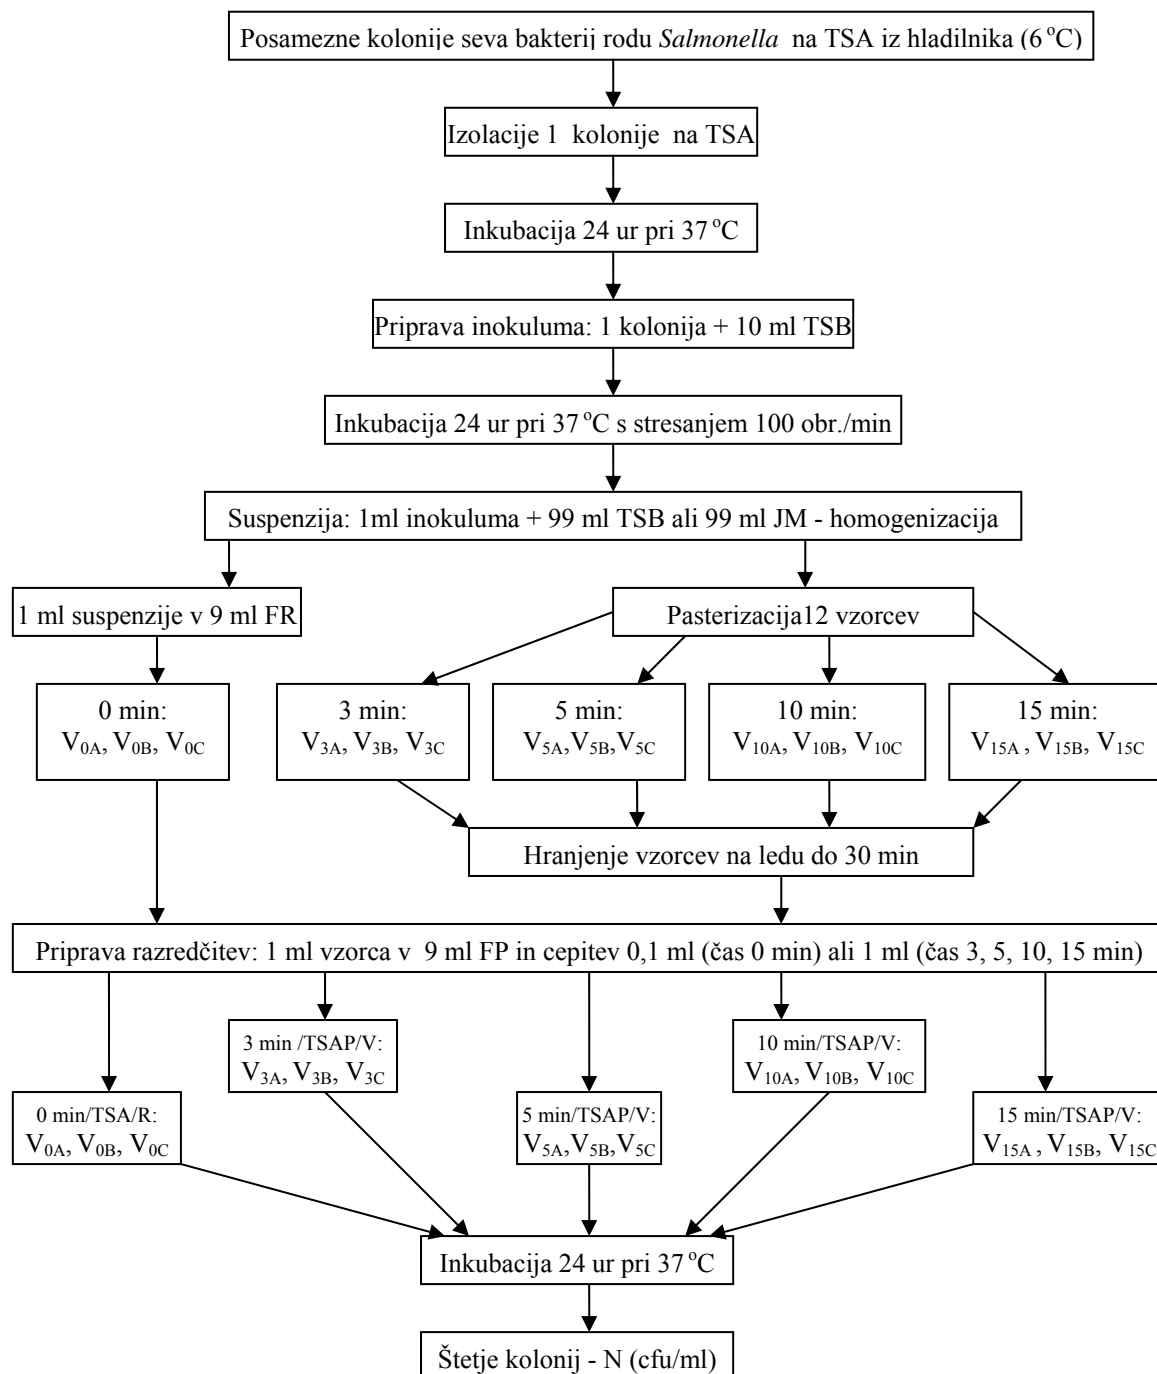 Posamezne kolonije seva bakterij rodu Salmonella na TSA iz hladilnika (6 °C)
Izolacije 1 kolonije na TSA
Inkubacija 24 ur pri 37 °C
Priprava inokuluma: 1 kolonija + 10 ml TSB
Inkubacija 24 ur pri 37 °C s stresanjem 100 obr./min
Suspenzija: 1ml inokuluma + 99 ml TSB ali 99 ml JM - homogenizacija
1 ml suspenzije v 9 ml FR
Pasterizacija12 vzorcev
0 min:
V0A, V0B, V0C
3 min:
V3A, V3B, V3C
5 min:
V5A, V5B, V5C
10 min:
V10A, V10B, V10C
15 min:
V15A , V15B, V15C
Hranjenje vzorcev na ledu do 30 min
Priprava razredčitev: 1 ml vzorca v 9 ml FP in cepitev 0,1 ml (čas 0 min) ali 1 ml (čas 3, 5, 10, 15 min)
3 min /TSAP/V:
V3A, V3B, V3C
10 min/TSAP/V:
V10A, V10B, V10C
0 min/TSA/R:
V0A, V0B, V0C
5 min/TSAP/V:
V5A, V5B, V5C
15 min/TSAP/V:
V15A , V15B, V15C
Inkubacija 24 ur pri 37 °C
Štetje kolonij - N (cfu/ml)